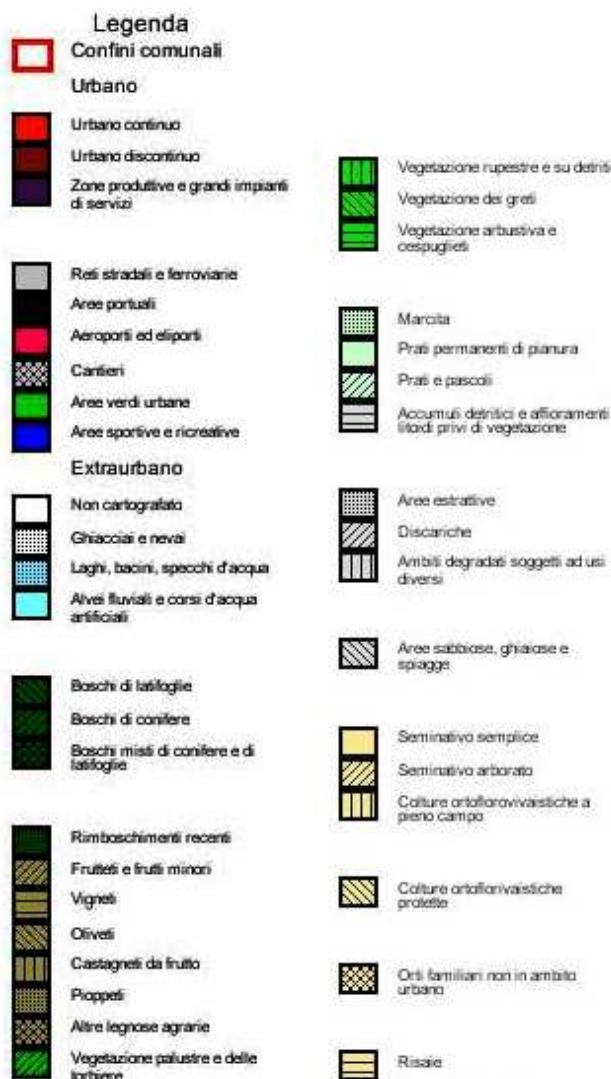 Legenda
Confini comunali
Urbano
Urbano continuo
Urbano discontinuo
Zone produttive e grandi impianti
di servizi
Reti stradali e ferroviarie
Aree portuali
Aeroporti ed eliporti
Cantieri
Aree verdi urbane
Aree sportive e ricreative
Extraurbano
Non cartografato
Ghiacciai e nevai
Laghi, bacini, specchi d'acqua
Alvei fluviali e corsi d'acqua
artificiali
Boschi di latifoglie
Boschi di conifere
Boschi misti di conifere e di
latifoglie
Rimboschimenti recenti
Frutteti e frutti minori
Vigneti
Oliveti
Castagneti da frutto
Pioppeti
Altre legnose agrarie
Vegetazione palustre e delle
torbiere
Vegetazione rupestre e su detriti
Vegetazione dei greti
Vegetazione arbustiva e
cespuglieti
Marcita
Prati permanenti di pianura
Prati e pascoli
Accumuli detritici e affioramenti
litoidi privi di vegetazione
Aree estrattive
Discariche
Ambiti degradati soggetti ad usi
diversi
Aree sabbiose, ghiaiose e
spiagge
Seminativo semplice
Seminativo arborato
Colture ortoflorovivaistiche a
pieno campo
Colture ortoflorivaistiche
protette
Orti familiari non in ambito
urbano
Risaie